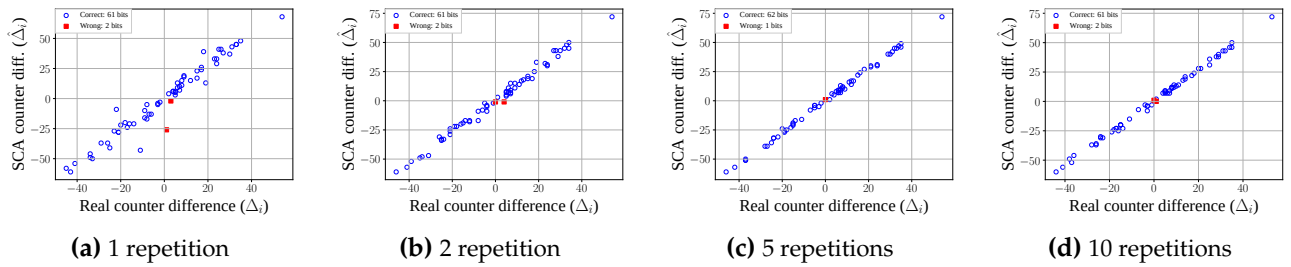 Correct: 61 bits
Wrong: 2 bits
SCA counter diff. (Δ̂ᵢ)
50
25
0
−25
−50
−40
−20
0
20
40
Real counter difference (Δᵢ)
(a) 1 repetition
Correct: 61 bits
Wrong: 2 bits
SCA counter diff. (Δ̂ᵢ)
50
25
0
−25
−50
−40
−20
0
20
40
Real counter difference (Δᵢ)
(b) 2 repetition
Correct: 62 bits
Wrong: 1 bits
SCA counter diff. (Δ̂ᵢ)
50
25
0
−25
−50
−40
−20
0
20
40
Real counter difference (Δᵢ)
(c) 5 repetitions
Correct: 61 bits
Wrong: 2 bits
SCA counter diff. (Δ̂ᵢ)
50
25
0
−25
−50
−40
−20
0
20
40
Real counter difference (Δᵢ)
(d) 10 repetitions